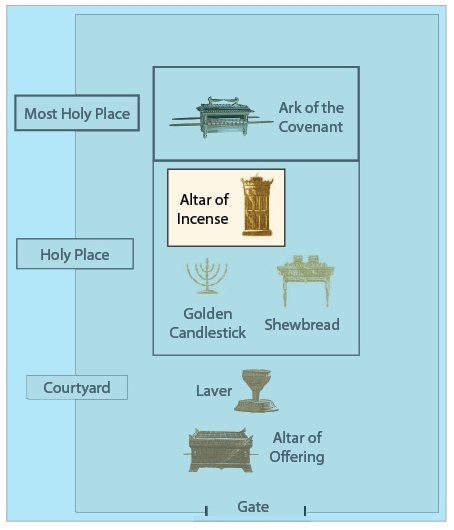 Most Holy Place
Ark of the
Covenant
Altar of
Incense
Holy Place
Golden
Candlestick
Shewbread
Courtyard
Laver
Altar of
Offering
Gate